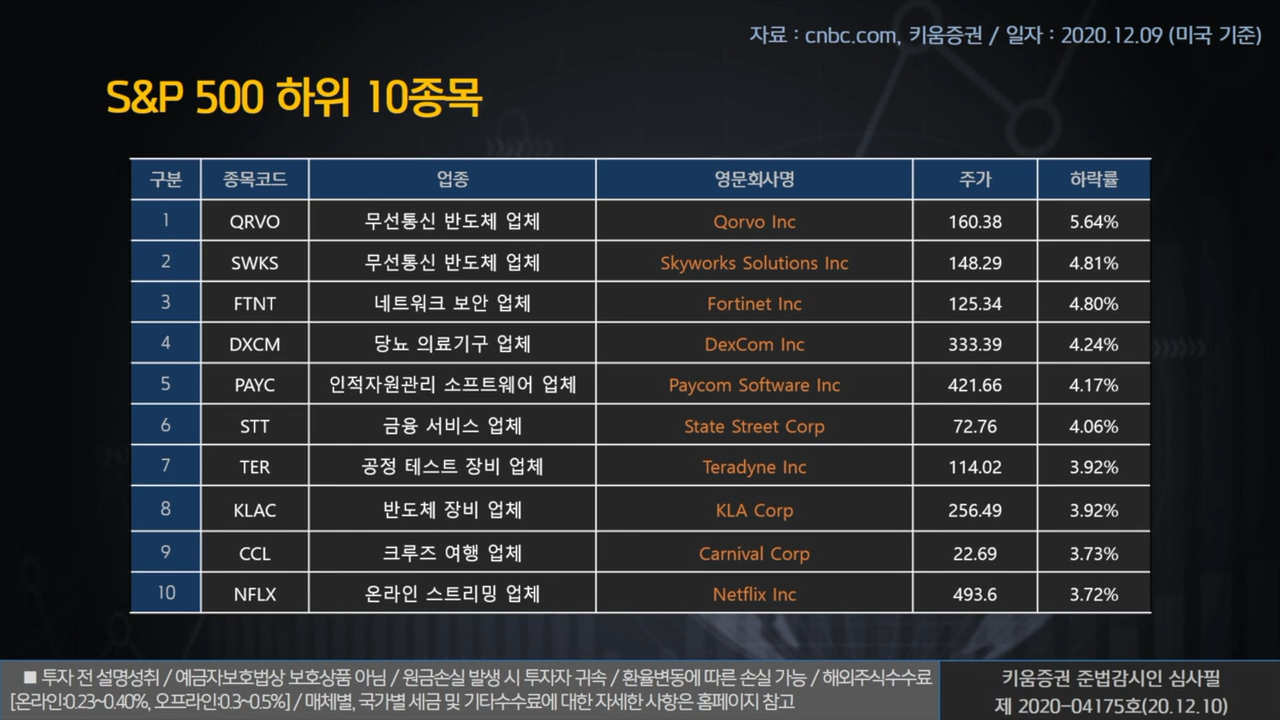 자료 : cnbc.com, 키움증권 / 일자 : 2020.12.09 (미국 기준)
S&P 500 하위 10종목
구분 종목코드 업종 영문회사명 주가 하락률
1 QRVO 무선통신 반도체 업체 Qorvo Inc 160.38 5.64%
2 SWKS 무선통신 반도체 업체 Skyworks Solutions Inc 148.29 4.81%
3 FTNT 네트워크 보안 업체 Fortinet Inc 125.34 4.80%
4 DXCM 당뇨 의료기구 업체 DexCom Inc 333.39 4.24%
5 PAYC 인적자원관리 소프트웨어 업체 Paycom Software Inc 421.66 4.17%
6 STT 금융 서비스 업체 State Street Corp 72.76 4.06%
7 TER 공정 테스트 장비 업체 Teradyne Inc 114.02 3.92%
8 KLAC 반도체 장비 업체 KLA Corp 256.49 3.92%
9 CCL 크루즈 여행 업체 Carnival Corp 22.69 3.73%
10 NFLX 온라인 스트리밍 업체 Netflix Inc 493.6 3.72%
■ 투자 전 설명성취 / 예금자보호법상 보호상품 아님 / 원금손실 발생 시 투자자 귀속 / 환율변동에 따른 손실 가능 / 해외주식수수료
[온라인:0.23~0.40%, 오프라인:0.3~0.5%] / 매체별, 국가별 세금 및 기타수수료에 대한 자세한 사항은 홈페이지 참고
키움증권 준법감시인 심사필
제 2020-04175호(20.12.10)